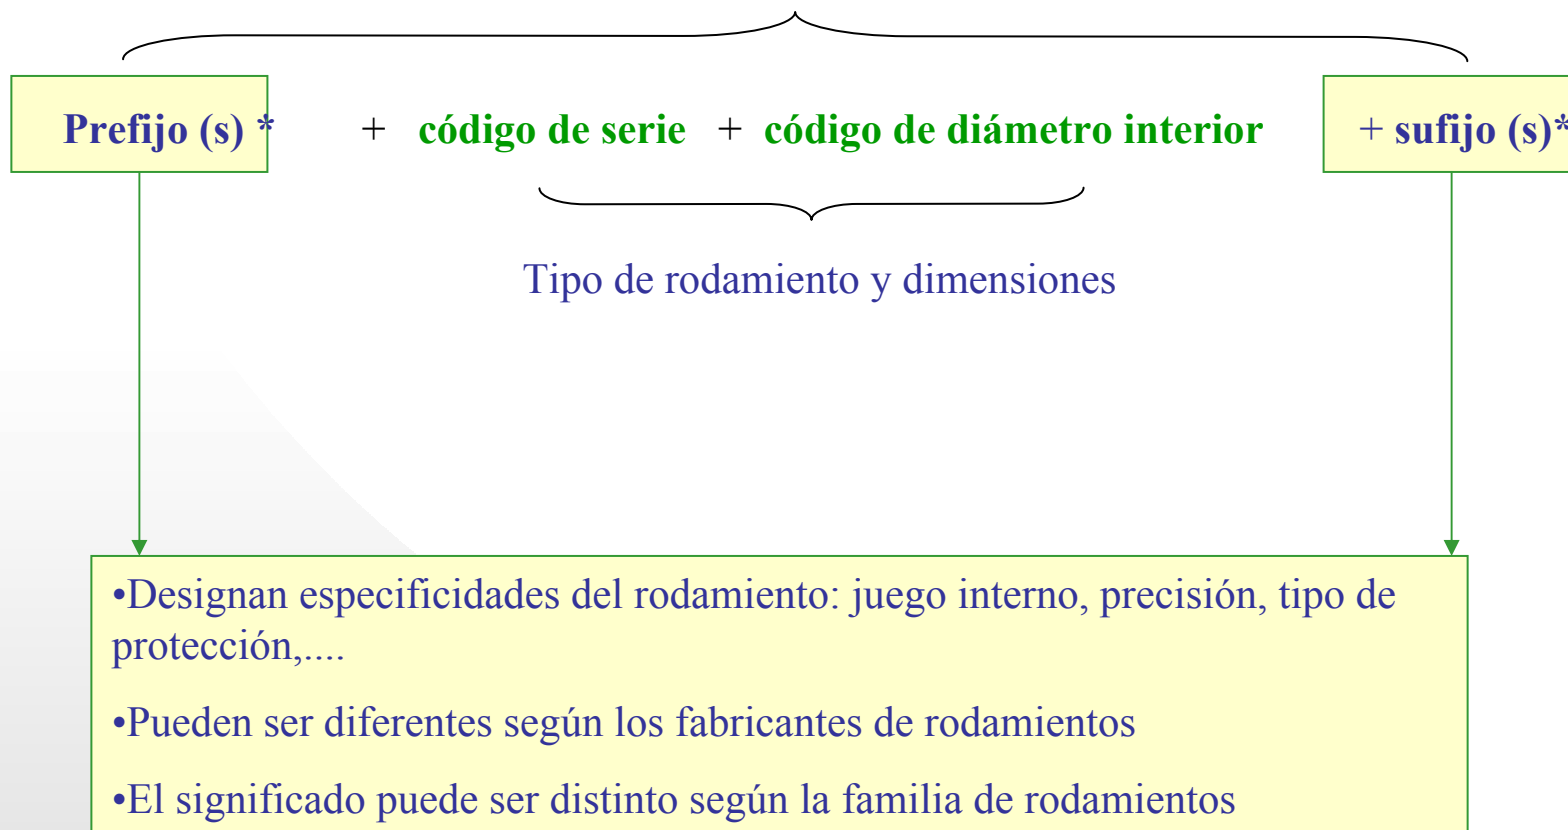 Prefijo (s) * + código de serie + código de diámetro interior + sufijo (s)*
Tipo de rodamiento y dimensiones
•Designan especificidades del rodamiento: juego interno, precisión, tipo de
protección,....
•Pueden ser diferentes según los fabricantes de rodamientos
•El significado puede ser distinto según la familia de rodamientos